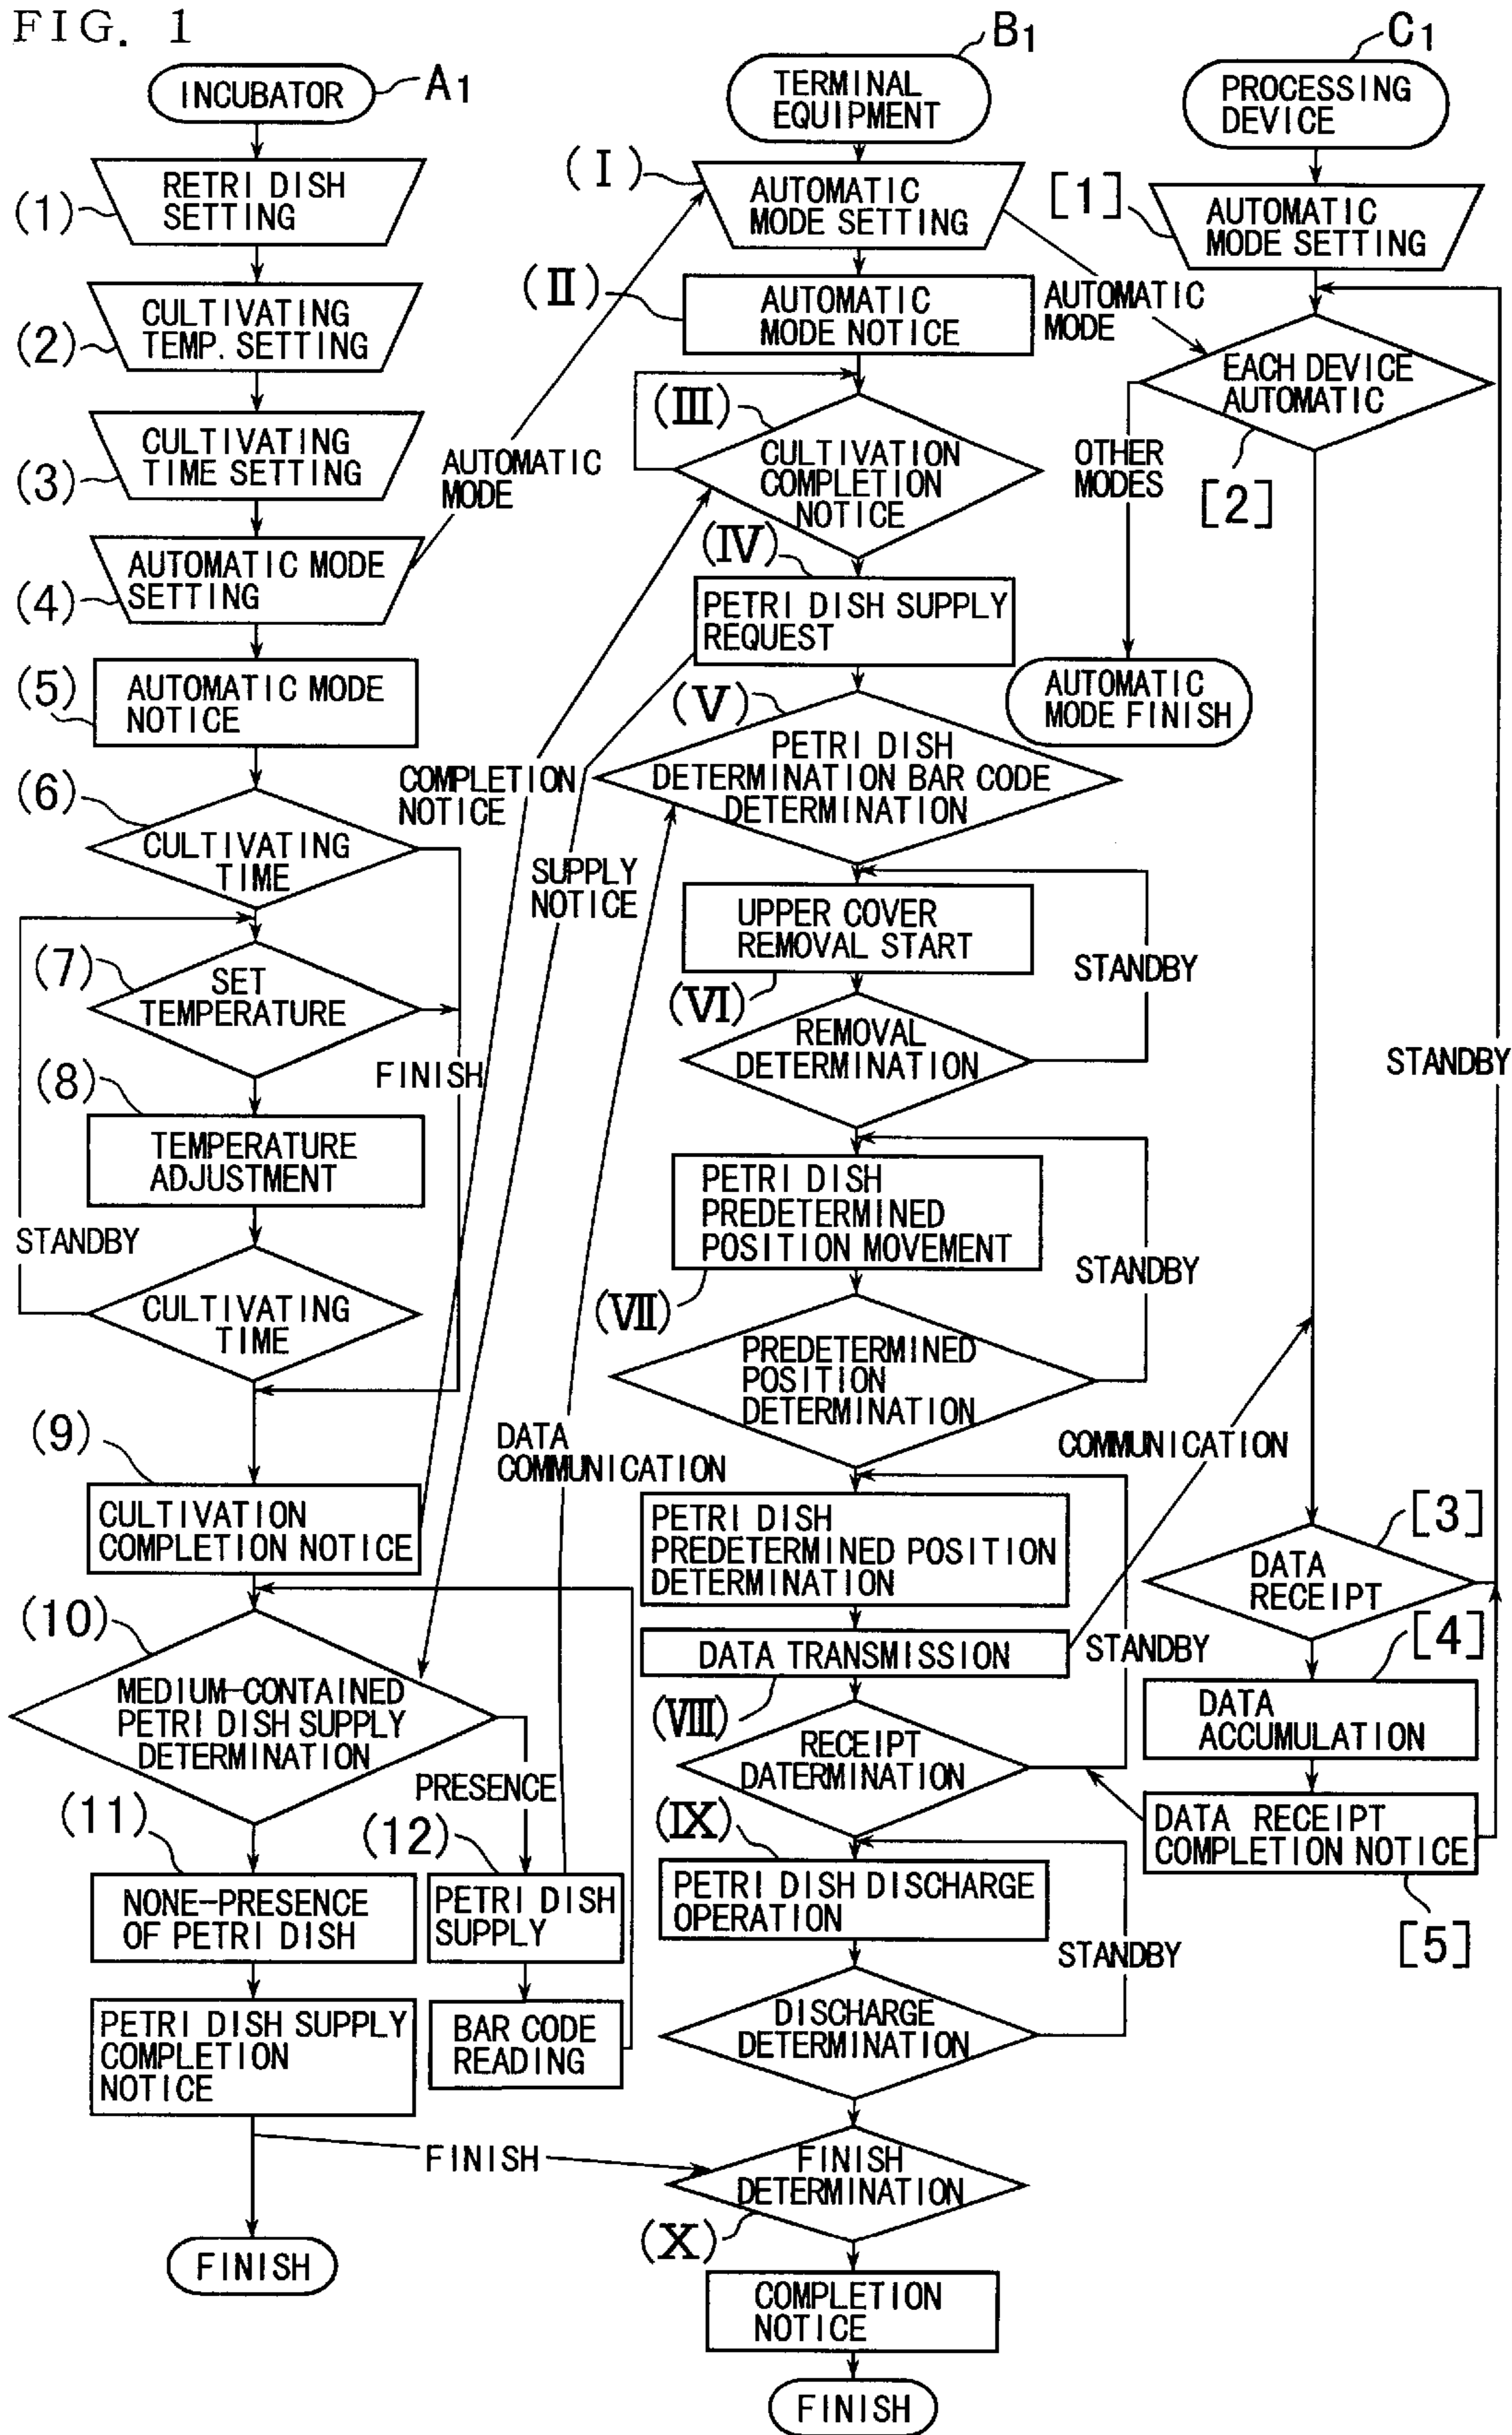 FIG. 1
INCUBATOR
A1
(1)
RETRI DISH
SETTING
(2)
CULTIVATING
TEMP. SETTING
(3)
CULTIVATING
TIME SETTING
AUTOMATIC
MODE
(4)
AUTOMATIC MODE
SETTING
(5)
AUTOMATIC MODE
NOTICE
(6)
CULTIVATING
TIME
COMPLETION
NOTICE
SUPPLY
NOTICE
(7)
SET
TEMPERATURE
FINISH
(8)
TEMPERATURE
ADJUSTMENT
STANDBY
CULTIVATING
TIME
(9)
CULTIVATION
COMPLETION NOTICE
DATA
COMMUNICATION
(10)
MEDIUM-CONTAINED
PETRI DISH SUPPLY
DETERMINATION
PRESENCE
(11)
NONE-PRESENCE
OF PETRI DISH
(12)
PETRI DISH
SUPPLY
PETRI DISH SUPPLY
COMPLETION
NOTICE
BAR CODE
READING
FINISH
FINISH
B1
TERMINAL
EQUIPMENT
(I)
AUTOMATIC
MODE SETTING
(II)
AUTOMATIC
MODE NOTICE
AUTOMATIC
MODE
(III)
CULTIVATION
COMPLETION
NOTICE
(IV)
PETRI DISH SUPPLY
REQUEST
(V)
PETRI DISH
DETERMINATION BAR CODE
DETERMINATION
UPPER COVER
REMOVAL START
STANDBY
(VI)
REMOVAL
DETERMINATION
PETRI DISH
PREDETERMINED
POSITION MOVEMENT
STANDBY
(VII)
PREDETERMINED
POSITION
DETERMINATION
COMMUNICATION
PETRI DISH
PREDETERMINED POSITION
DETERMINATION
DATA TRANSMISSION
STANDBY
(VIII)
RECEIPT
DATERMINATION
(IX)
PETRI DISH DISCHARGE
OPERATION
STANDBY
DISCHARGE
DETERMINATION
FINISH
DETERMINATION
(X)
COMPLETION
NOTICE
FINISH
C1
PROCESSING
DEVICE
[1]
AUTOMATIC
MODE SETTING
EACH DEVICE
AUTOMATIC
[2]
OTHER
MODES
AUTOMATIC
MODE FINISH
STANDBY
[3]
DATA
RECEIPT
[4]
DATA
ACCUMULATION
DATA RECEIPT
COMPLETION NOTICE
[5]